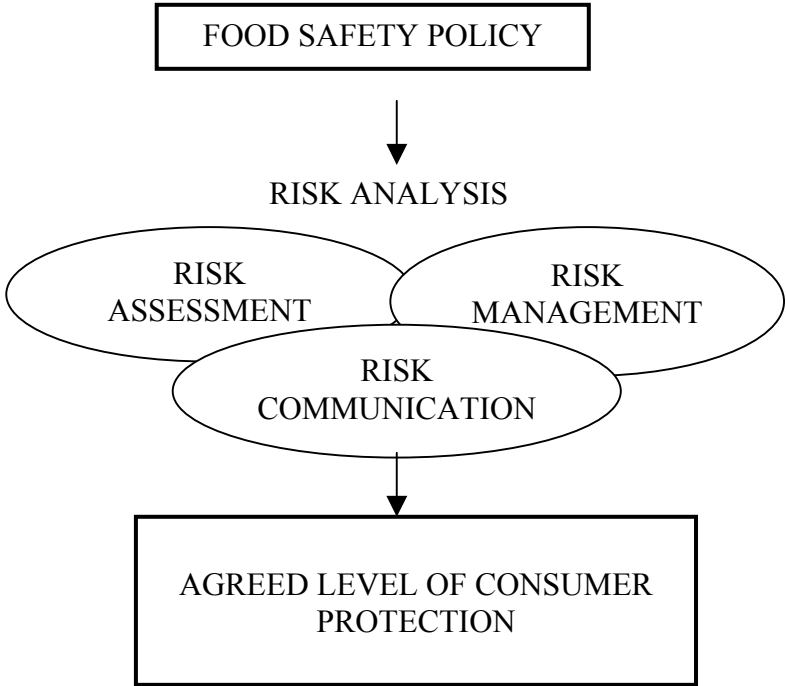 FOOD SAFETY POLICY
RISK ANALYSIS
RISK
ASSESSMENT
RISK
MANAGEMENT
RISK
COMMUNICATION
AGREED LEVEL OF CONSUMER
PROTECTION